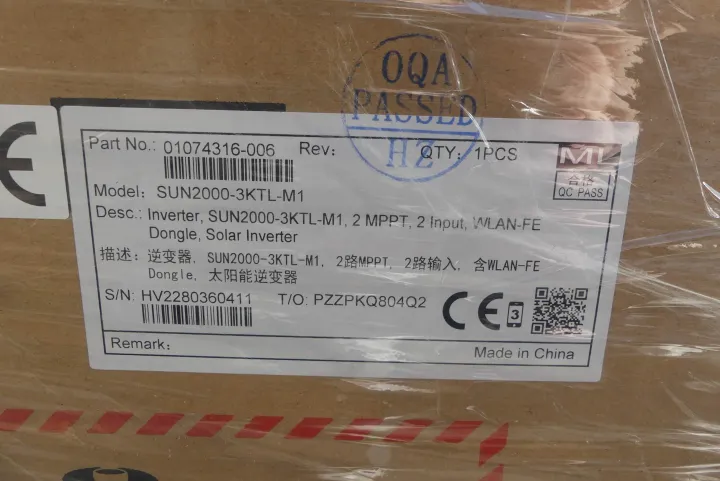 OQA
PASSED
HZ
CE
Part No.: 01074316-006 Rev: QTY: 1PCS
M1
合格
QC PASS
Model: SUN2000-3KTL-M1
Desc.: Inverter, SUN2000-3KTL-M1, 2 MPPT, 2 Input, WLAN-FE
Dongle, Solar Inverter
描述: 逆变器, SUN2000-3KTL-M1, 2路MPPT, 2路输入, 含WLAN-FE
Dongle, 太阳能逆变器
S/N: HV2280360411 T/O: PZZPKQ804Q2
CE 3
Remark:
Made in China